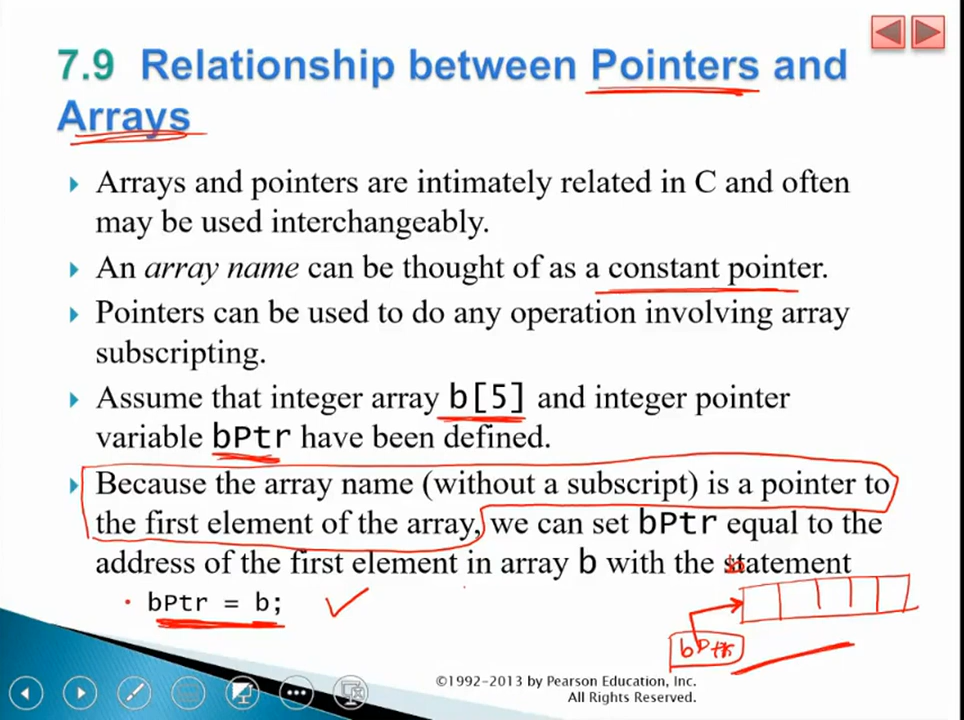 7.9 Relationship between Pointers and
Arrays
Arrays and pointers are intimately related in C and often
may be used interchangeably.
An array name can be thought of as a constant pointer.
Pointers can be used to do any operation involving array
subscripting.
Assume that integer array b[5] and integer pointer
variable bPtr have been defined.
Because the array name (without a subscript) is a pointer to
the first element of the array, we can set bPtr equal to the
address of the first element in array b with the statement
bPtr = b;
b
bPtr
©1992-2013 by Pearson Education, Inc.
All Rights Reserved.